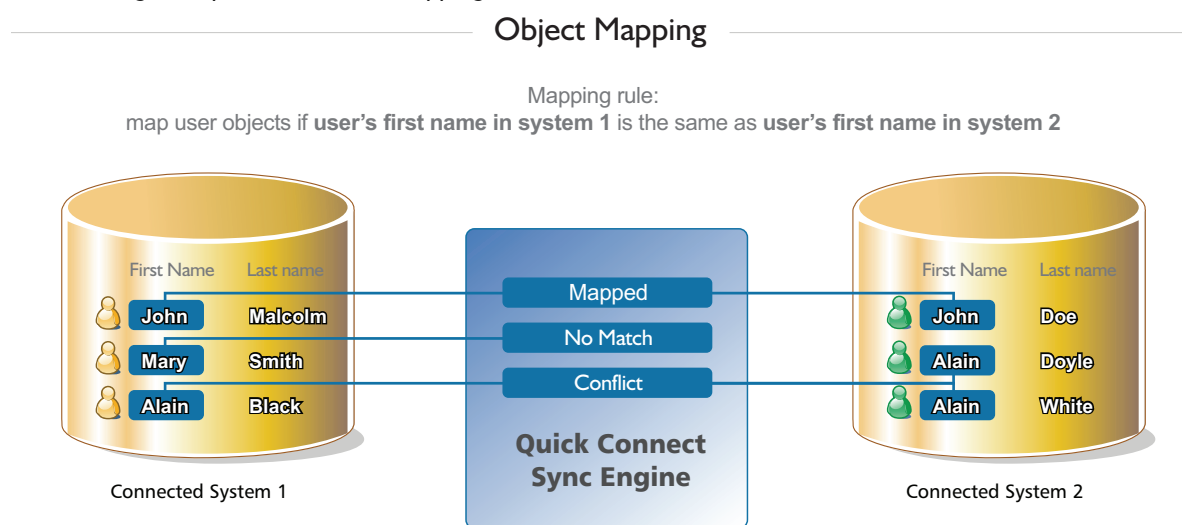 Object Mapping
Mapping rule:
map user objects if user's first name in system 1 is the same as user's first name in system 2
First Name Last name
John Malcolm
Mary Smith
Alain Black
Connected System 1
Mapped
No Match
Conflict
Quick Connect
Sync Engine
First Name Last name
John Doe
Alain Doyle
Alain White
Connected System 2